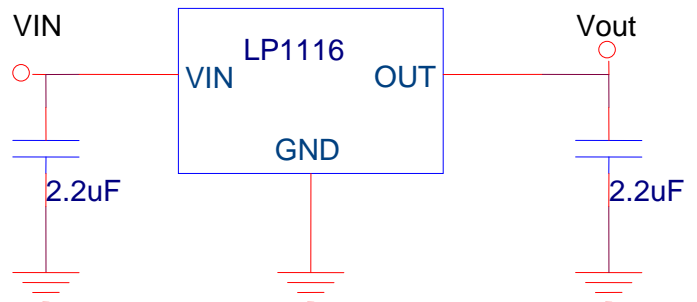 VIN
Vout
LP1116
VIN
OUT
GND
2.2uF
2.2uF